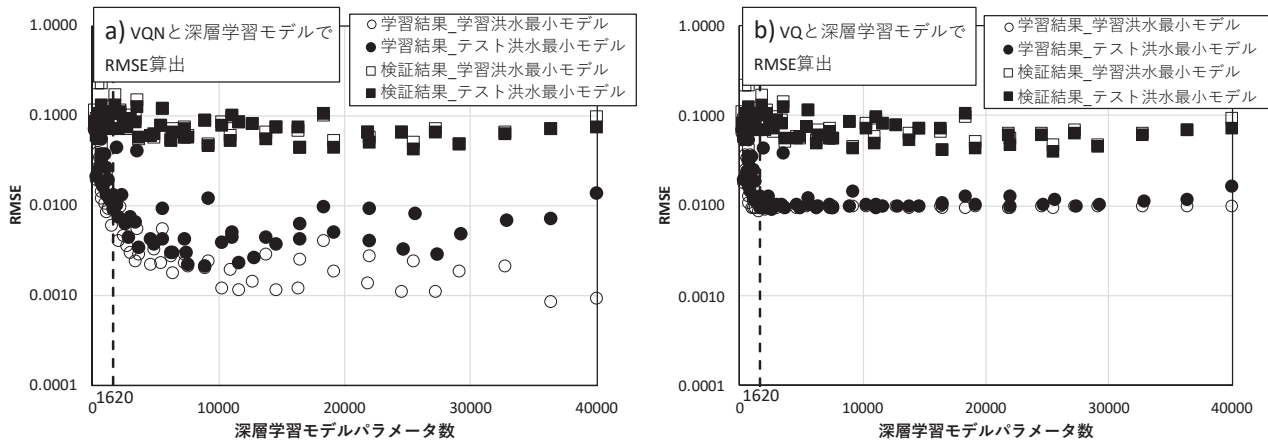 a) VQNと深層学習モデルで
RMSE算出
学習結果_学習洪水最小モデル
学習結果_テスト洪水最小モデル
検証結果_学習洪水最小モデル
検証結果_テスト洪水最小モデル
1.0000
0.1000
0.0100
0.0010
0.0001
RMSE
0
1620
10000
20000
30000
40000
深層学習モデルパラメータ数
b) VQと深層学習モデルで
RMSE算出
学習結果_学習洪水最小モデル
学習結果_テスト洪水最小モデル
検証結果_学習洪水最小モデル
検証結果_テスト洪水最小モデル
1.0000
0.1000
0.0100
0.0010
0.0001
RMSE
0
1620
10000
20000
30000
40000
深層学習モデルパラメータ数